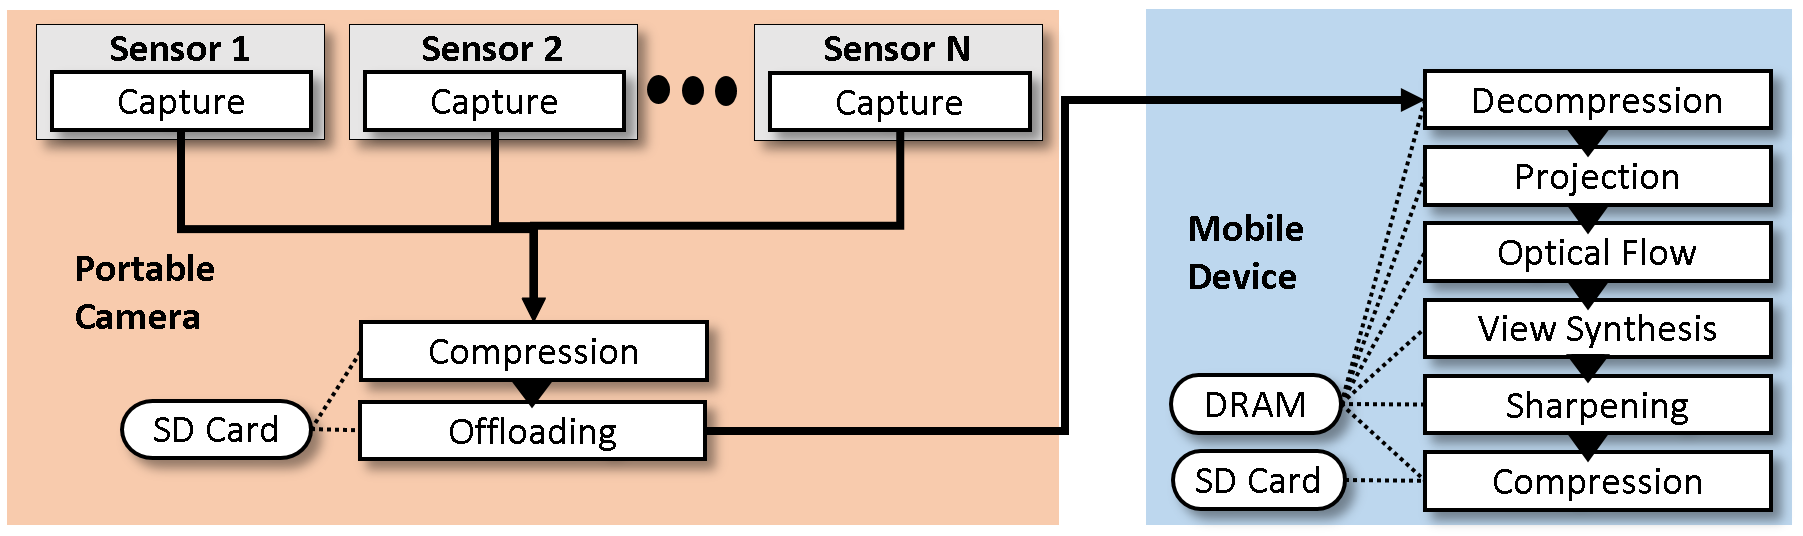 Sensor 1
Capture
Sensor 2
Capture
Sensor N
Capture
Portable
Camera
Compression
SD Card
Offloading
Mobile
Device
Decompression
Projection
Optical Flow
View Synthesis
DRAM
Sharpening
SD Card
Compression